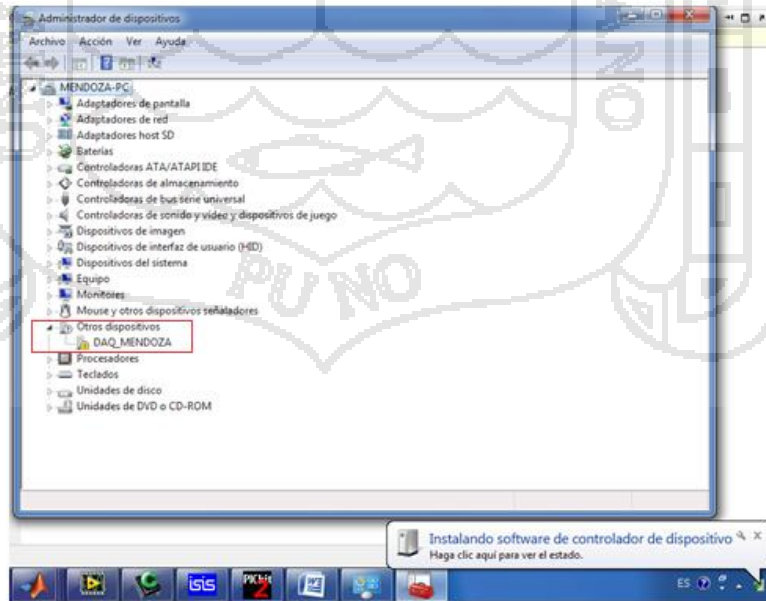 Administrador de dispositivos
Archivo Acción Ver Ayuda
MENDOZA-PC
Adaptadores de pantalla
Adaptadores de red
Adaptadores host SD
Baterías
Controladoras ATA/ATAPI IDE
Controladoras de almacenamiento
Controladoras de bus serie universal
Controladoras de sonido y vídeo y dispositivos de juego
Dispositivos de imagen
Dispositivos de interfaz de usuario (HID)
Dispositivos del sistema
Equipo
Monitores
Mouse y otros dispositivos señaladores
Otros dispositivos
DAQ_MENDOZA
Procesadores
Teclados
Unidades de disco
Unidades de DVD o CD-ROM
PUNO
Instalando software de controlador de dispositivo
Haga clic aquí para ver el estado.
isis
PICkit 2
ES